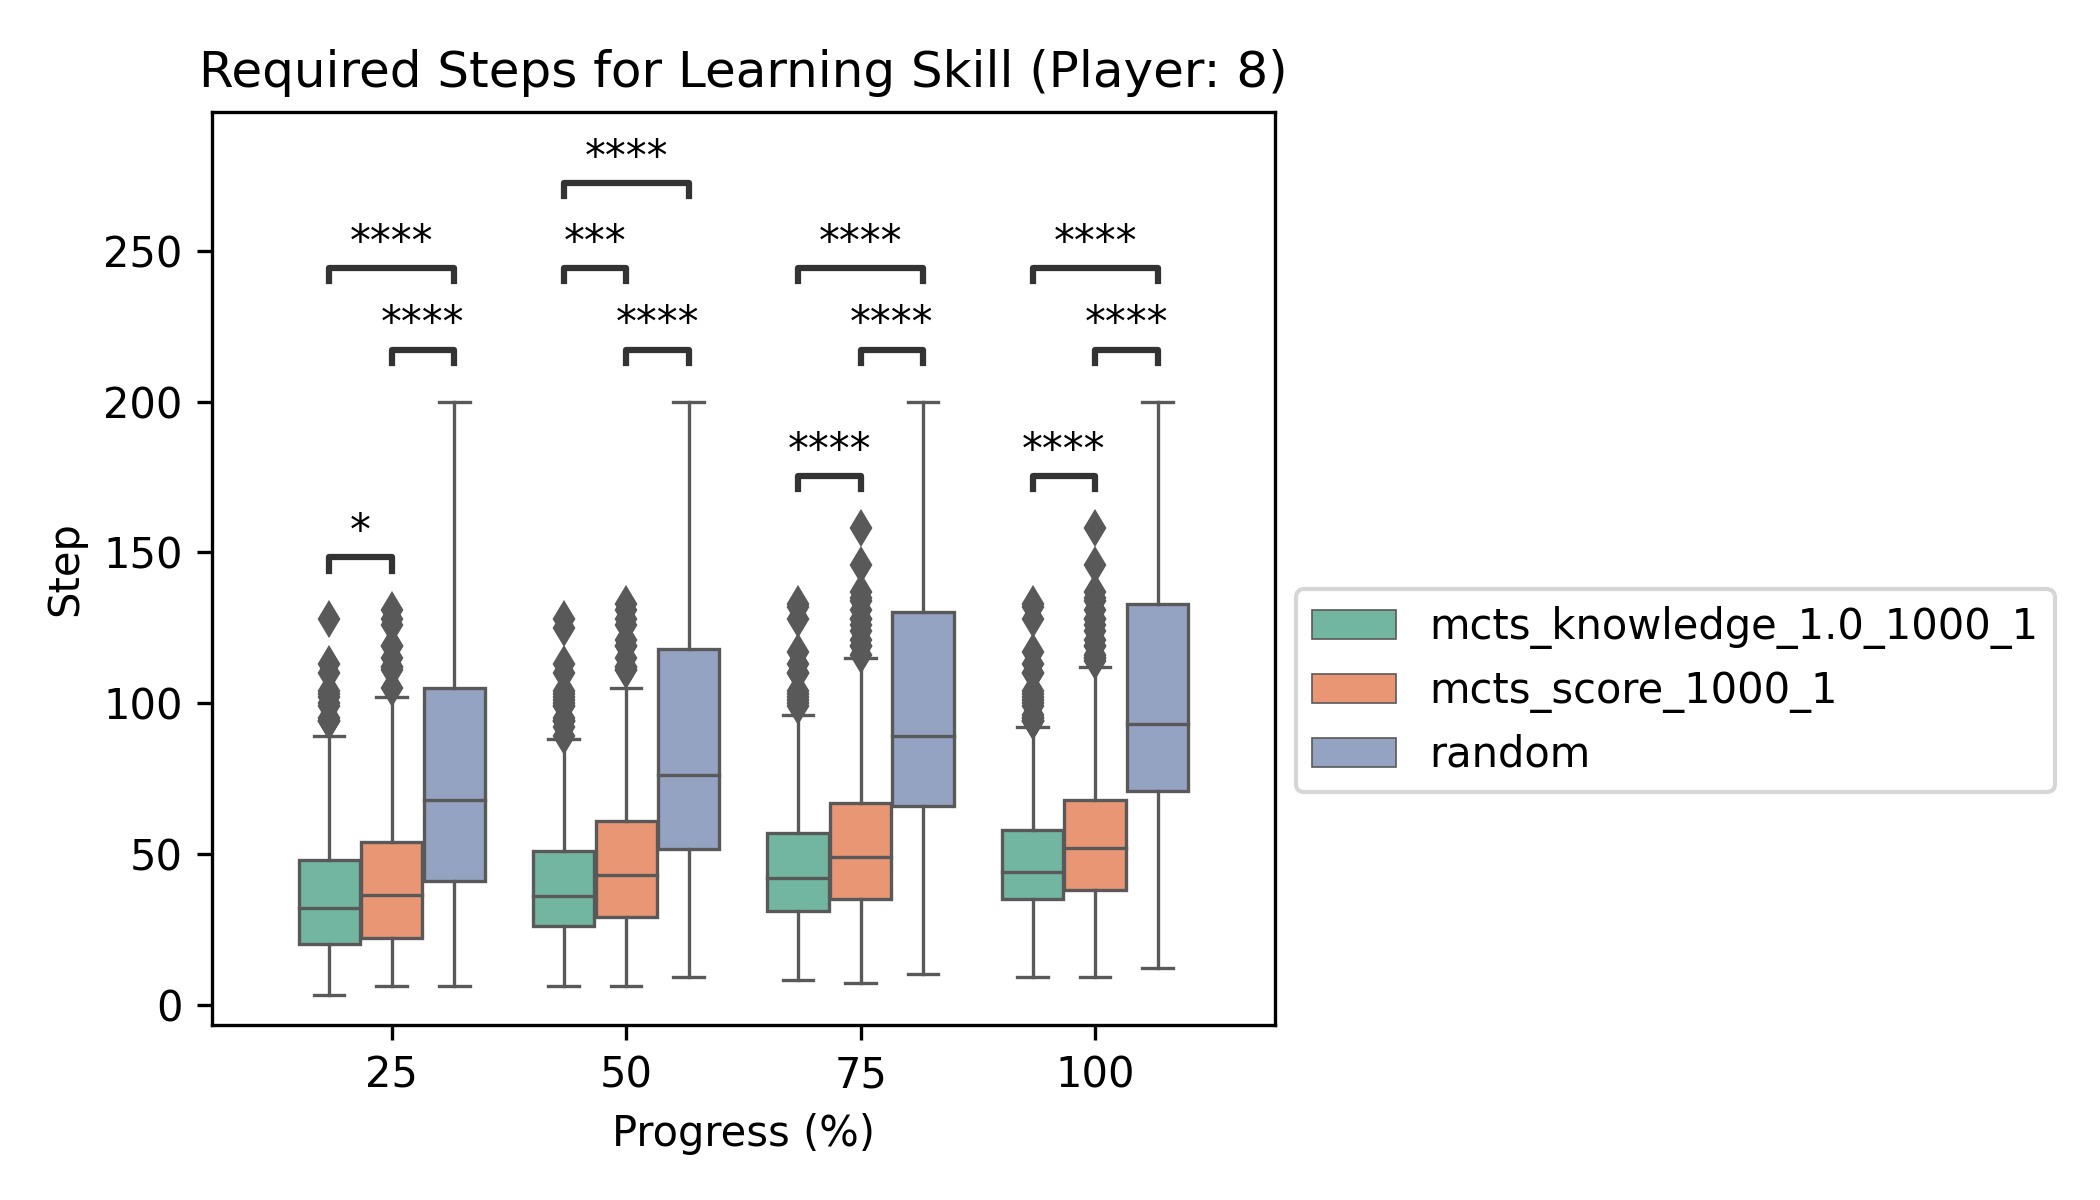 Required Steps for Learning Skill (Player: 8)
****
**** *** **** ****
**** **** **** ****
**** ****
*
250
200
150
100
50
0
Step
25 50 75 100
Progress (%)
mcts_knowledge_1.0_1000_1
mcts_score_1000_1
random